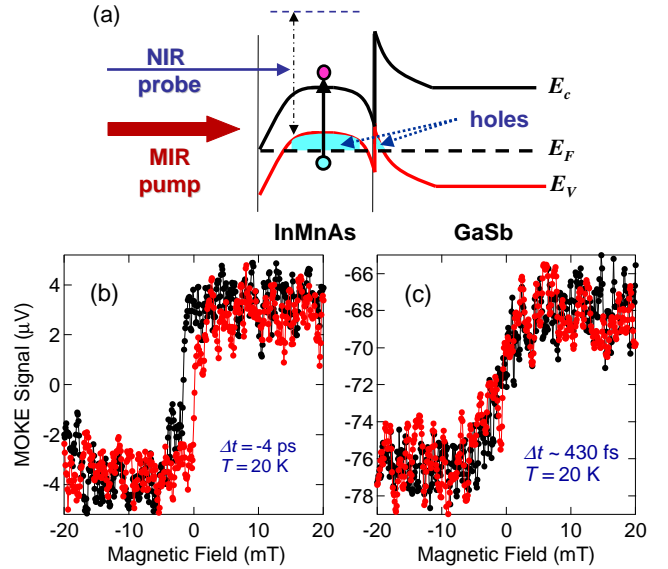 (a)
NIR
probe
MIR
pump
holes
E_c
E_F
E_V
InMnAs
GaSb
(b)
MOKE Signal (μV)
4
2
0
-2
-4
Δt = -4 ps
T = 20 K
-20
-10
0
10
20
Magnetic Field (mT)
(c)
-66
-68
-70
-72
-74
-76
-78
Δt ~ 430 fs
T = 20 K
-20
-10
0
10
20
Magnetic Field (mT)